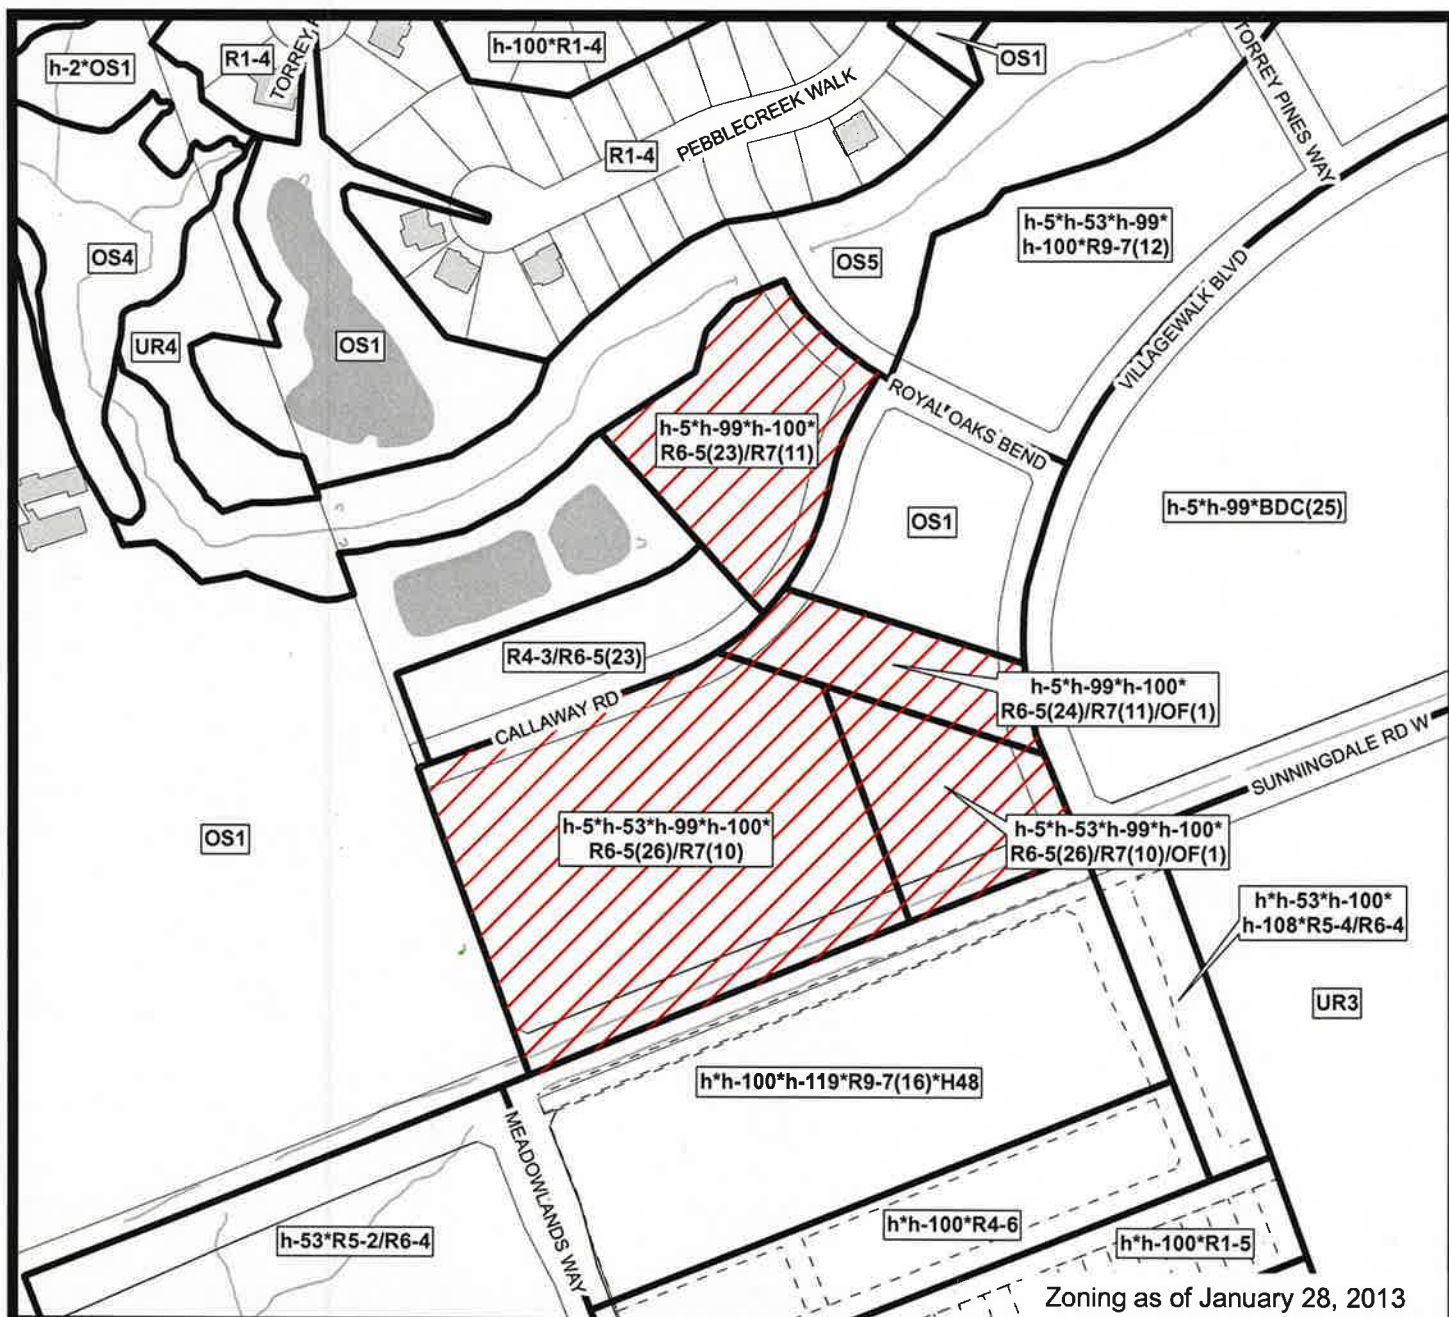 h-2*OS1
R1-4
TORREY
h-100*R1-4
OS1
TORREY PINES WAY
PEBBLECREEK WALK
R1-4
h-5*h-53*h-99*
h-100*R9-7(12)
OS4
OS5
VILLAGEWALK BLVD
UR4
OS1
ROYAL OAKS BEND
h-5*h-99*h-100*
R6-5(23)/R7(11)
OS1
h-5*h-99*BDC(25)
R4-3/R6-5(23)
h-5*h-99*h-100*
R6-5(24)/R7(11)/OF(1)
CALLAWAY RD
SUNNINGDALE RD W
OS1
h-5*h-53*h-99*h-100*
R6-5(26)/R7(10)
h-5*h-53*h-99*h-100*
R6-5(26)/R7(10)/OF(1)
h*h-53*h-100*
h-108*R5-4/R6-4
UR3
h*h-100*h-119*R9-7(16)*H48
MEADOWLANDS WAY
h-53*R5-2/R6-4
h*h-100*R4-6
h*h-100*R1-5
Zoning as of January 28, 2013